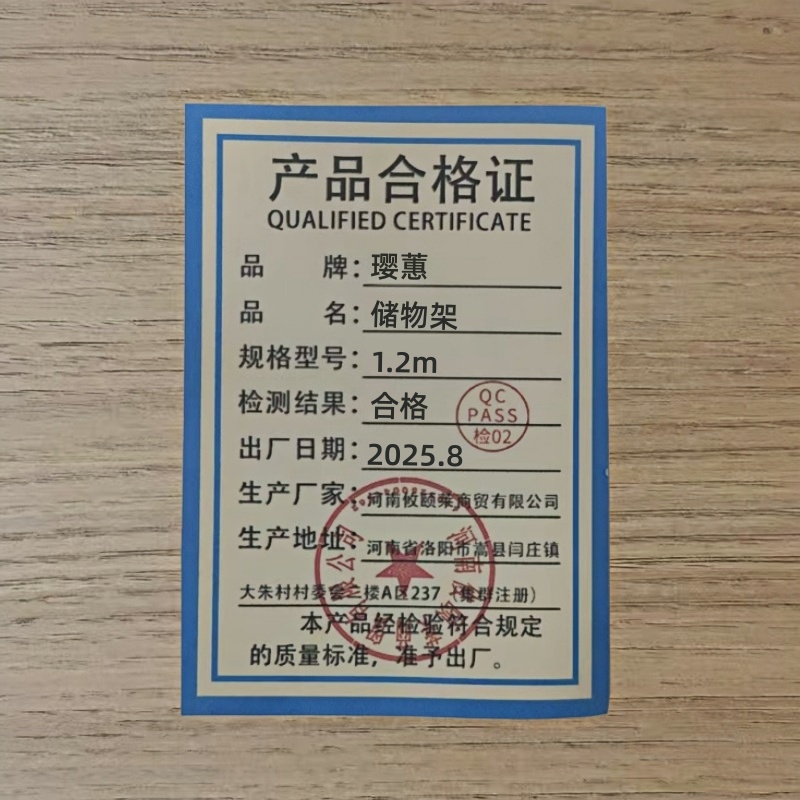 产品合格证
QUALIFIED CERTIFICATE
品牌：璎蕙
品名：储物架
规格型号：1.2m
检测结果：合格
QC
PASS
检02
出厂日期：2025.8
生产厂家：河南攸颐莱商贸有限公司
生产地址：河南省洛阳市嵩县闫庄镇
大朱村村委会二楼A区237（集群注册）
本产品经检验符合规定
的质量标准，准予出厂。